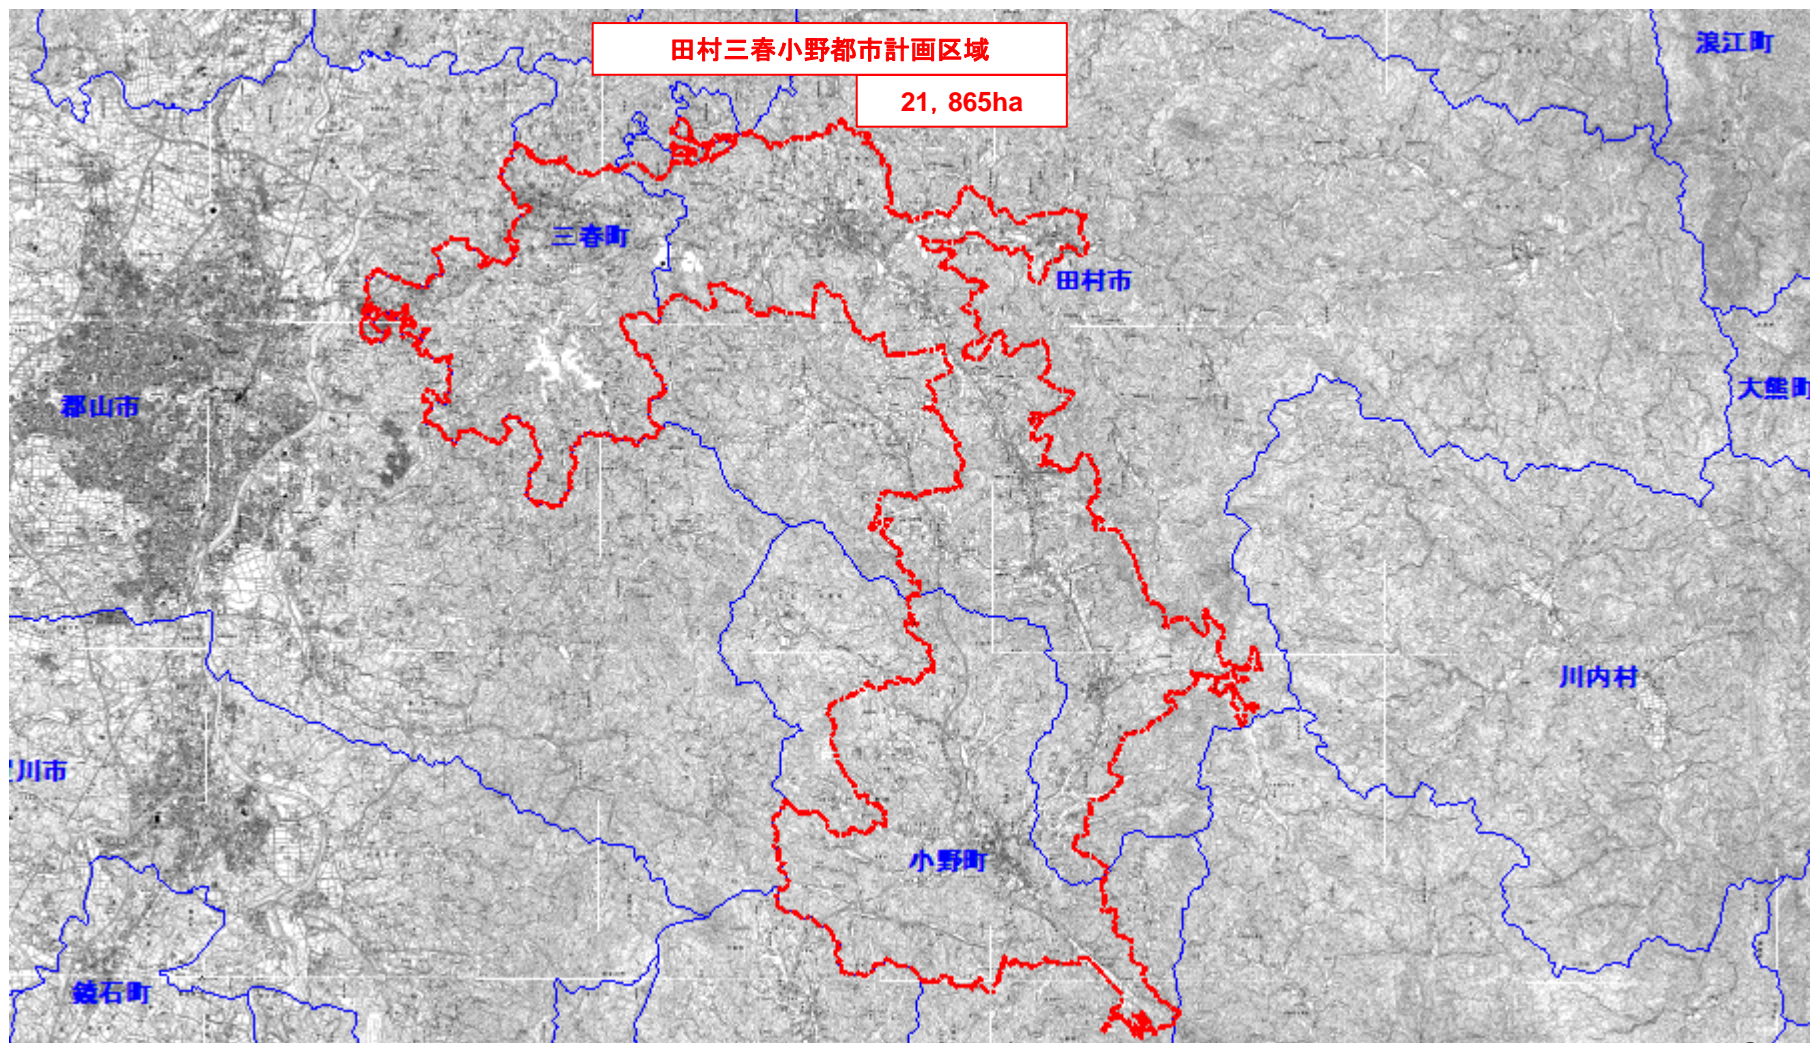 田村三春小野都市計画区域
21, 865ha
浪江町
三春町
田村市
大熊町
郡山市
川内村
川市
小野町
鏡石町